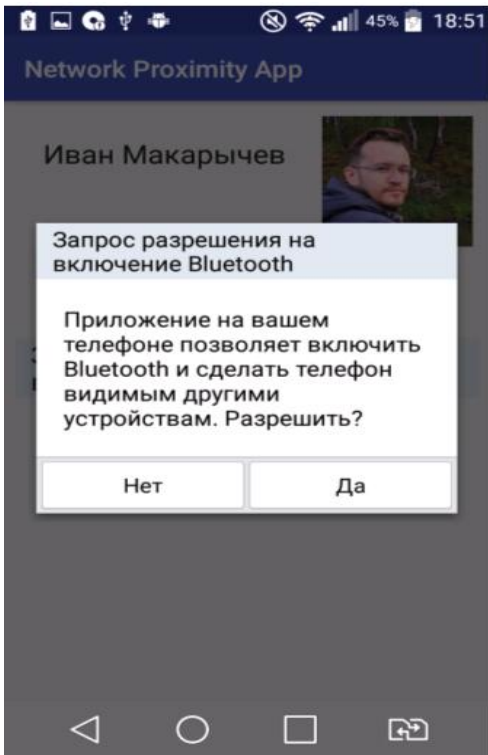 45% 18:51
Network Proximity App
Иван Макарычев
Запрос разрешения на
включение Bluetooth
Приложение на вашем
телефоне позволяет включить
Bluetooth и сделать телефон
видимым другими
устройствам. Разрешить?
Нет Да